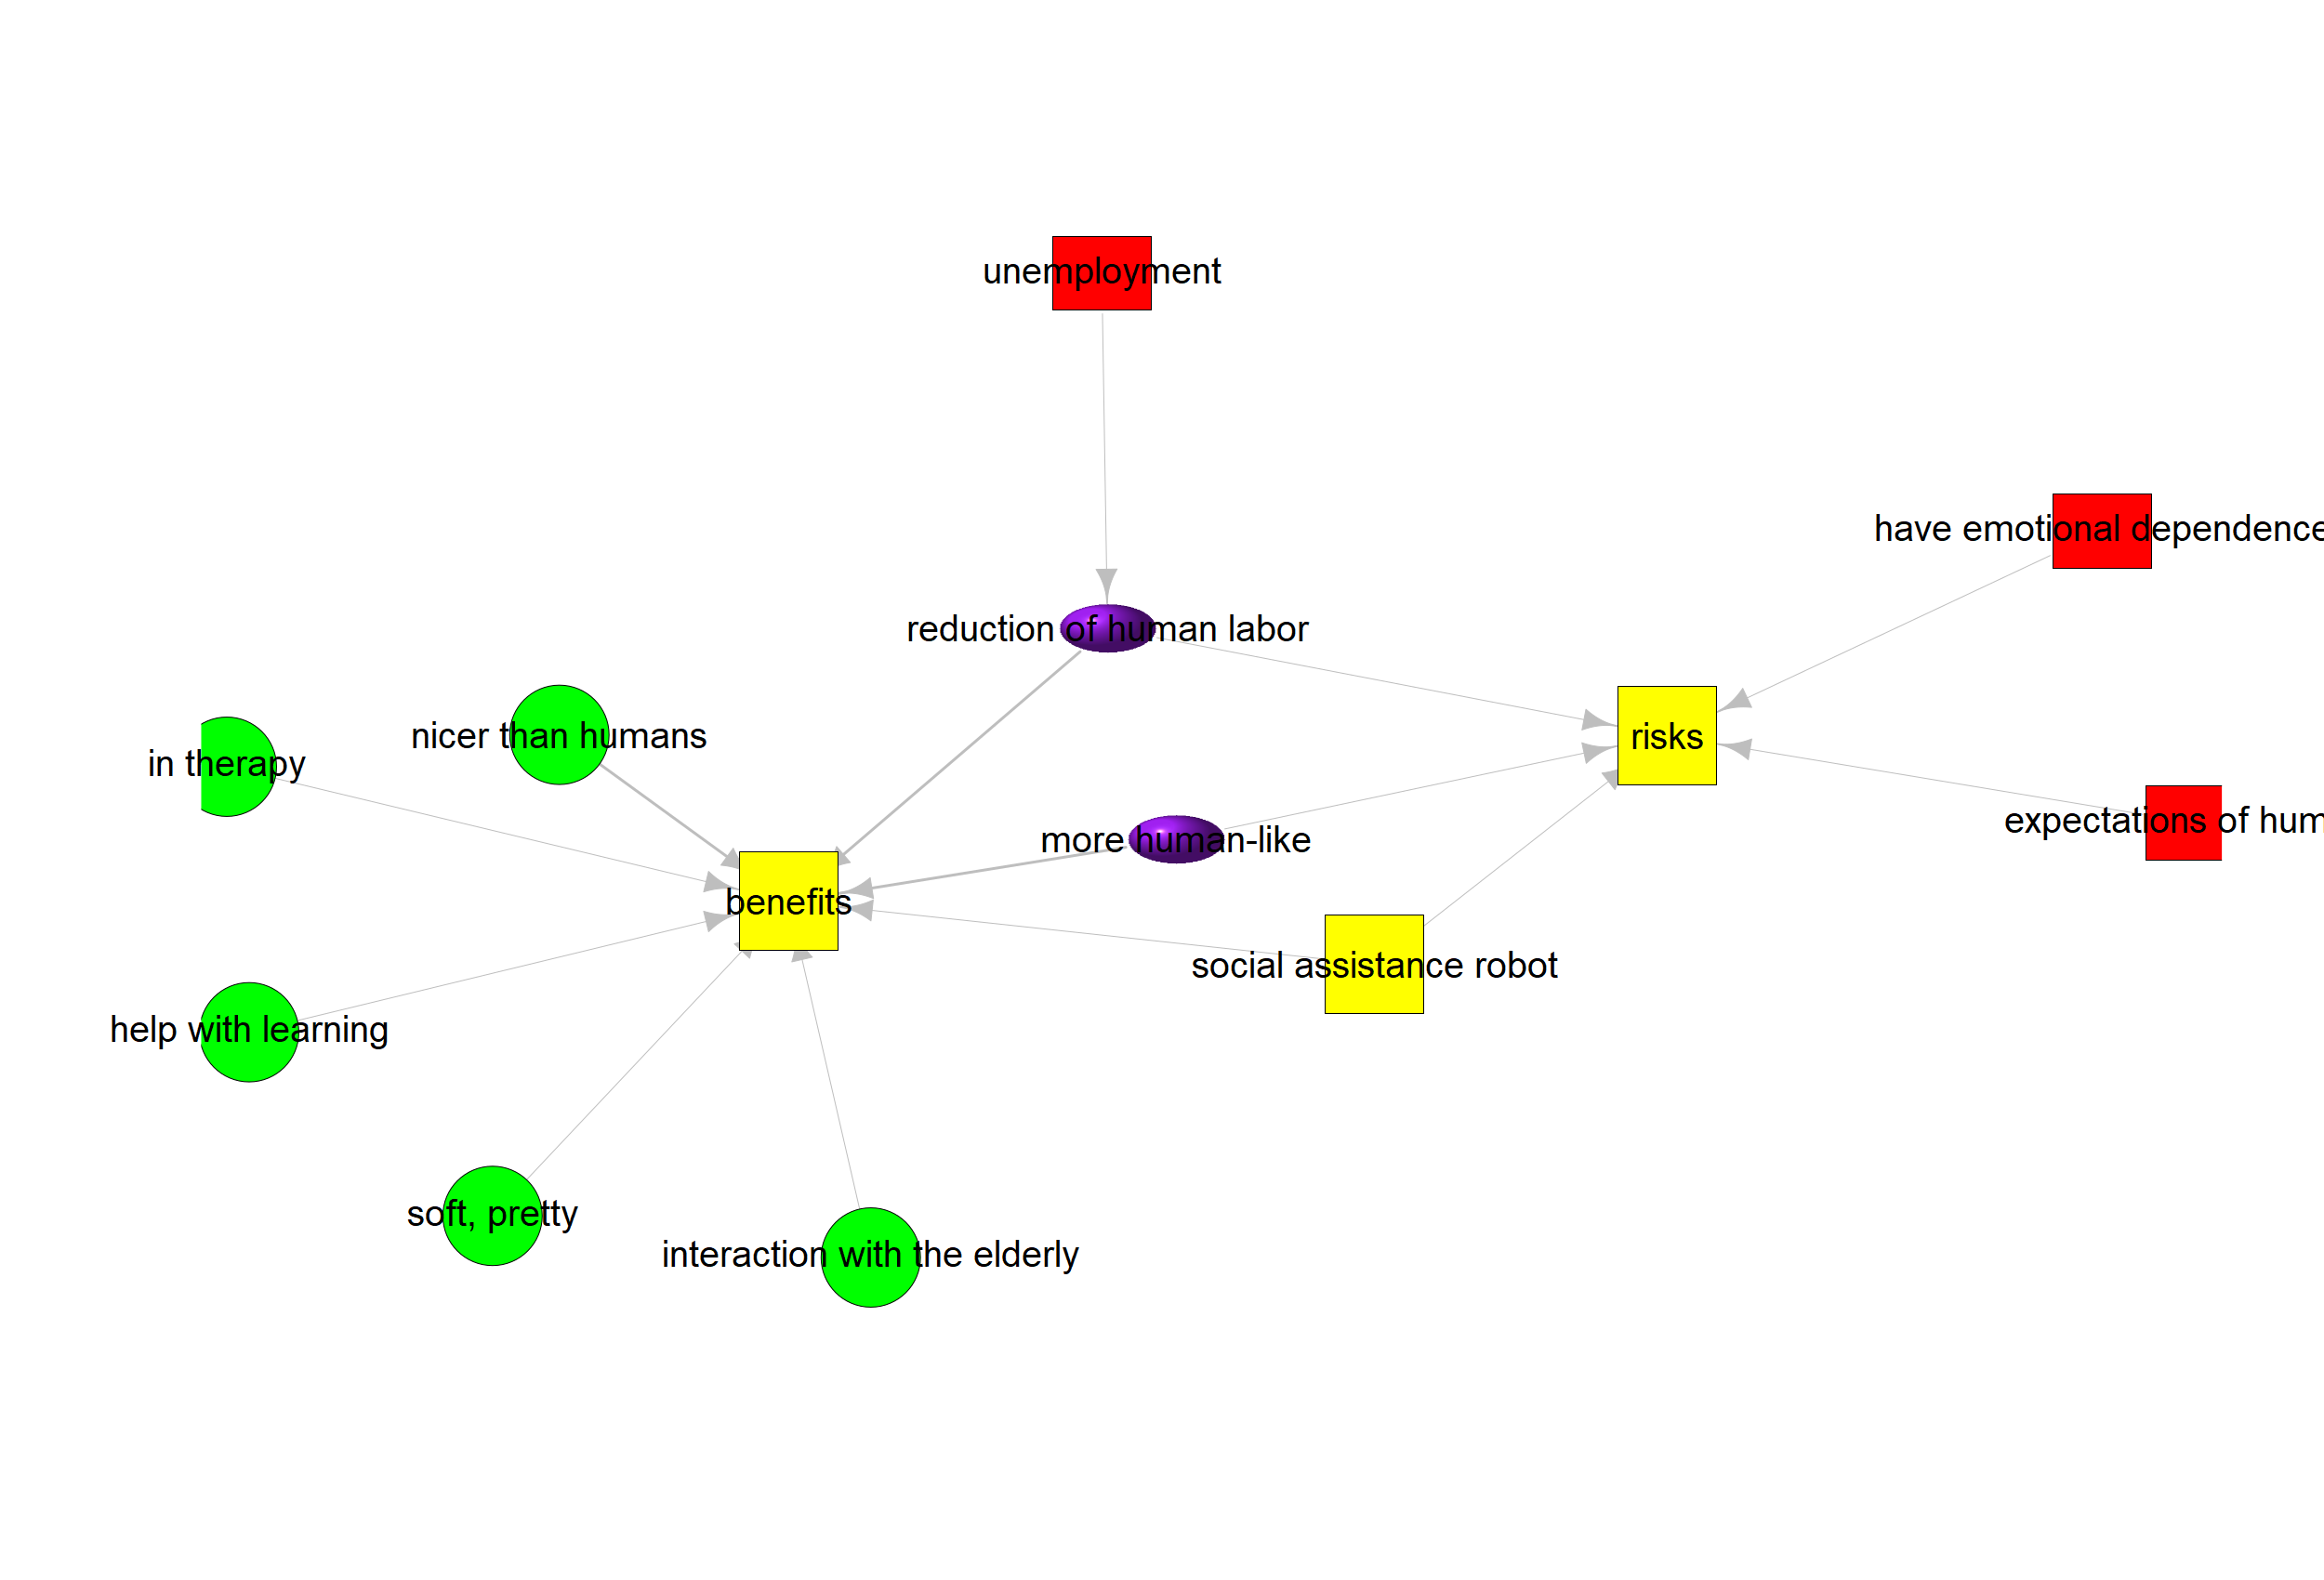 unemployment
have emotional dependence
reduction of human labor
nicer than humans
risks
in therapy
expectations of
more human-like
benefits
social assistance robot
help with learning
soft, pretty
interaction with the elderly